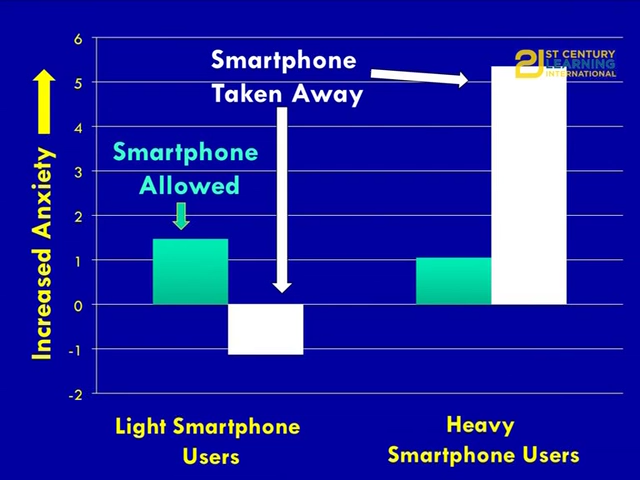 6
5
4
3
2
1
0
-1
-2
Increased Anxiety
Smartphone
Taken Away
Smartphone
Allowed
21ST CENTURY
LEARNING
INTERNATIONAL
Light Smartphone
Users
Heavy
Smartphone Users